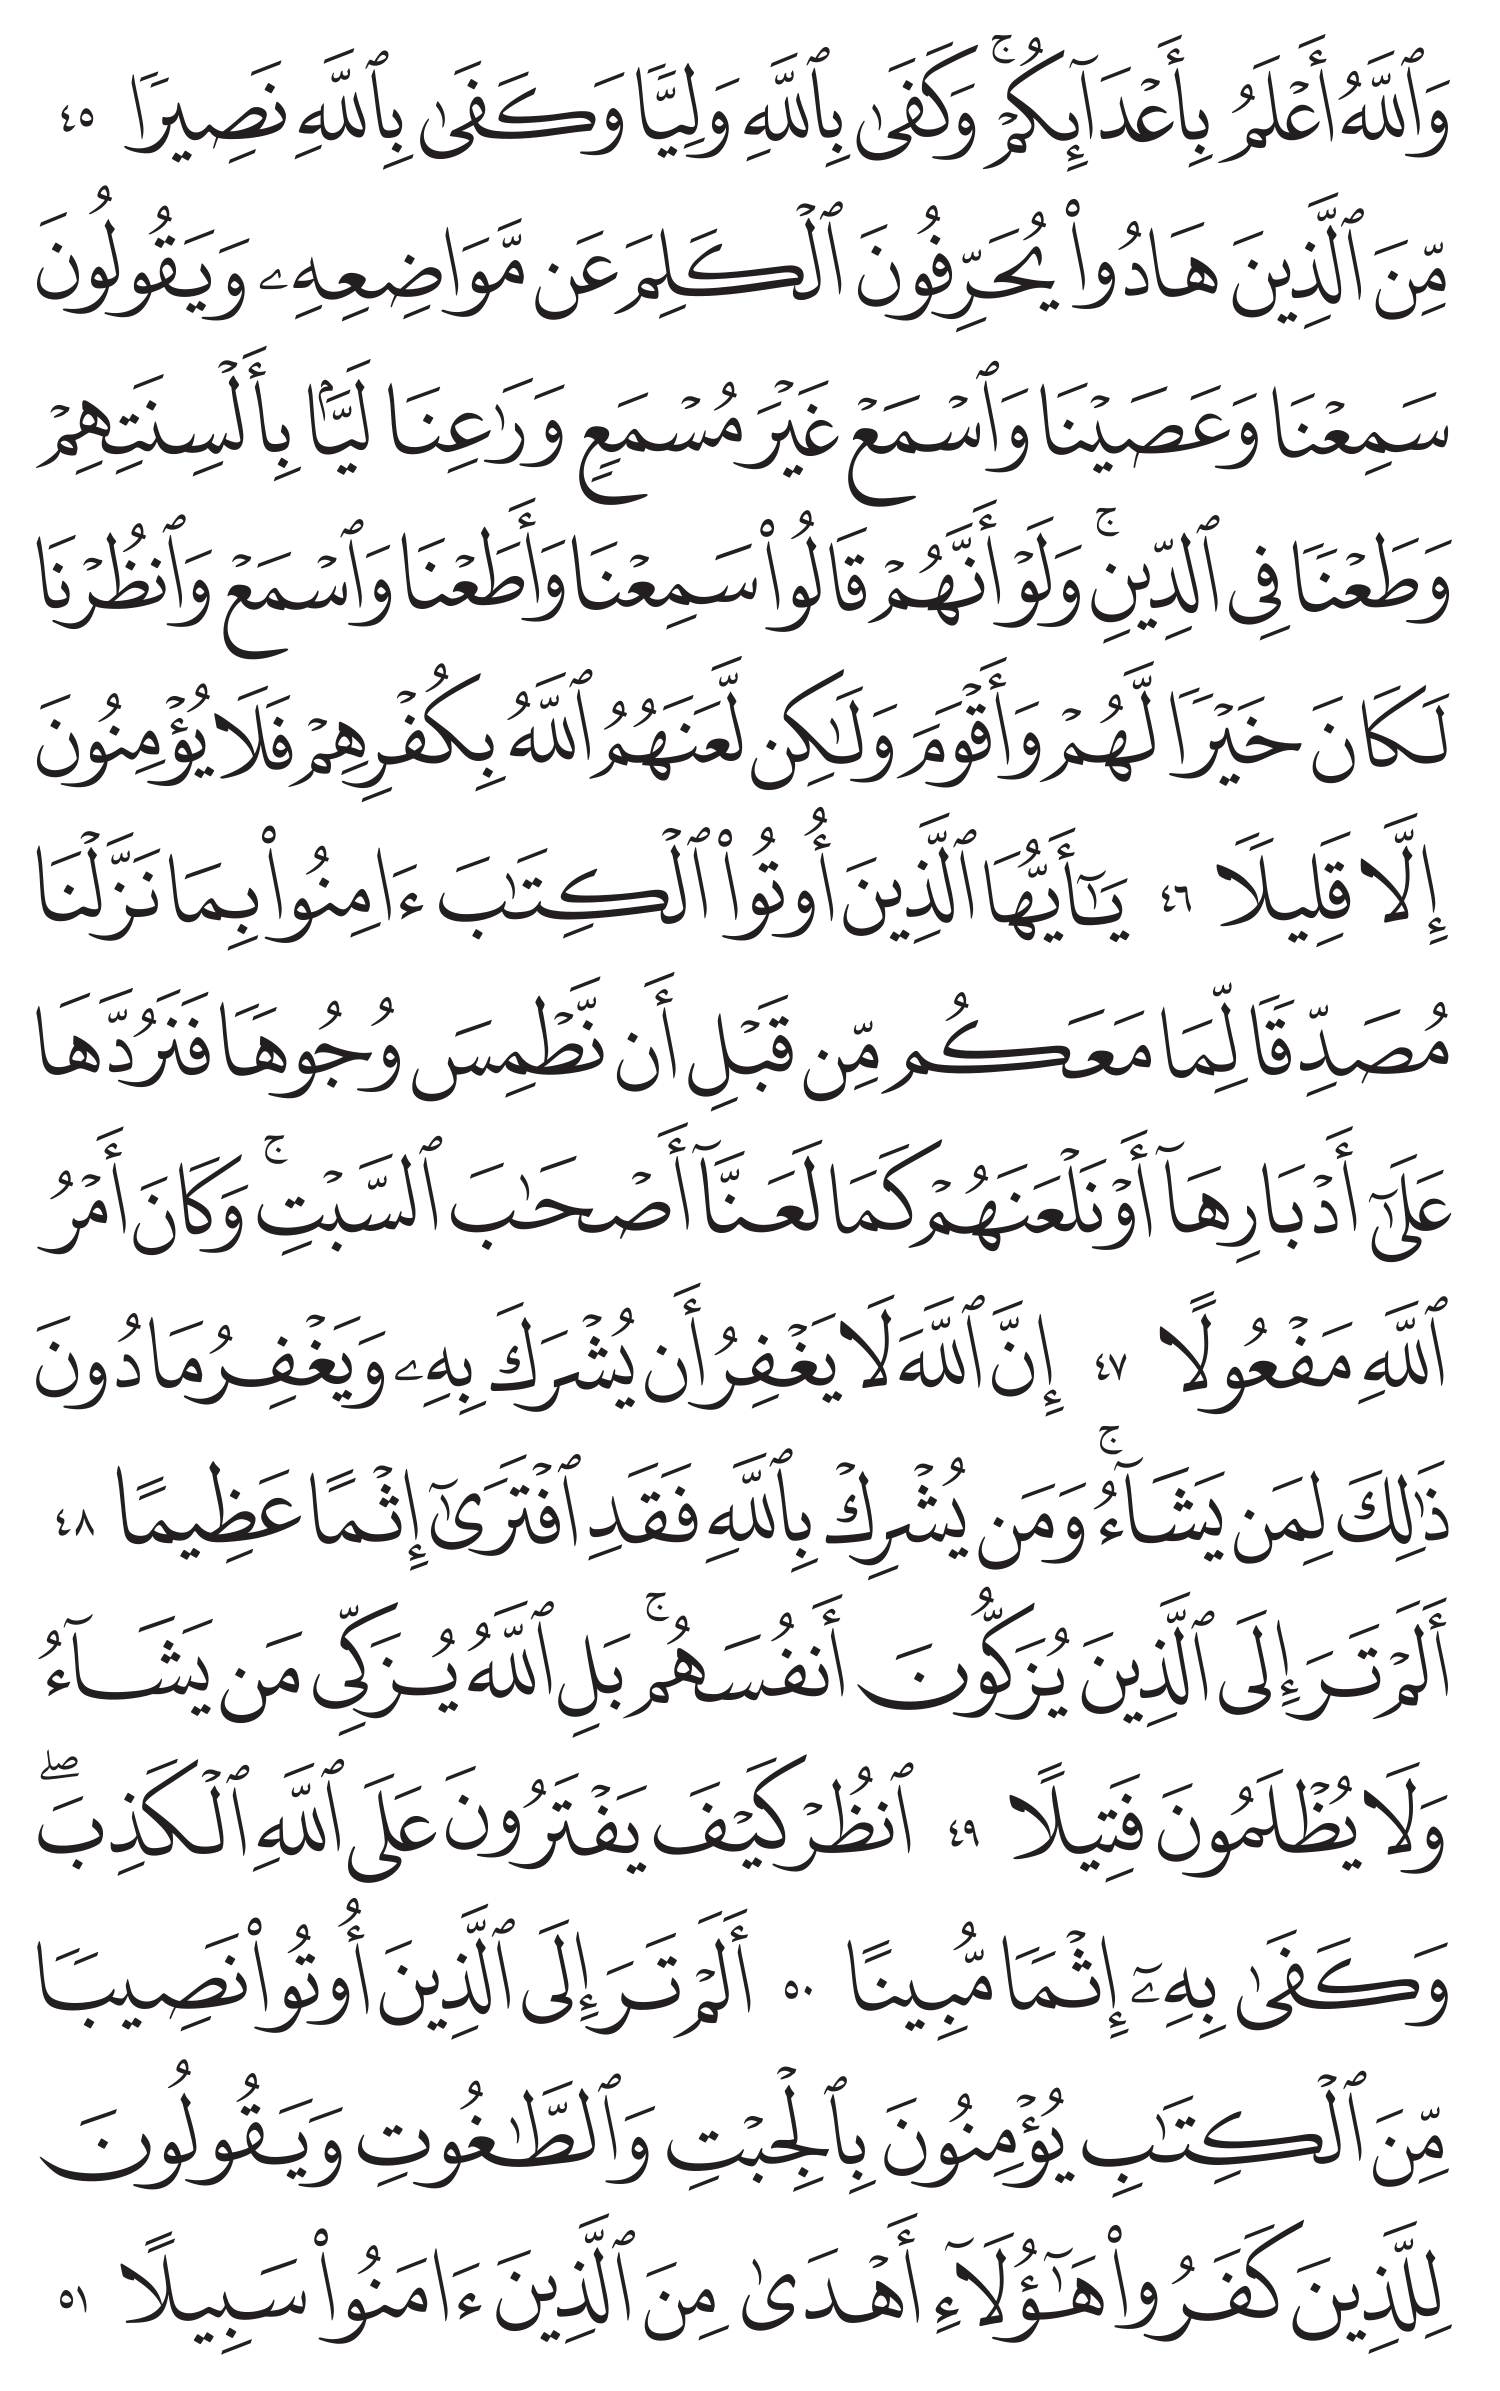 وَٱللَّهُ أَعۡلَمُ بِأَعۡدَآئِكُمۡۚ وَكَفَىٰ بِٱللَّهِ وَلِيّٗا وَكَفَىٰ بِٱللَّهِ نَصِيرٗا ٤٥
مِّنَ ٱلَّذِينَ هَادُواْ يُحَرِّفُونَ ٱلۡكَلِمَ عَن مَّوَاضِعِهِۦ وَيَقُولُونَ
سَمِعۡنَا وَعَصَيۡنَا وَٱسۡمَعۡ غَيۡرَ مُسۡمَعٖ وَرَٰعِنَا لَيَّۢا بِأَلۡسِنَتِهِمۡ
وَطَعۡنٗا فِي ٱلدِّينِۚ وَلَوۡ أَنَّهُمۡ قَالُواْ سَمِعۡنَا وَأَطَعۡنَا وَٱسۡمَعۡ وَٱنظُرۡنَا
لَكَانَ خَيۡرٗا لَّهُمۡ وَأَقۡوَمَ وَلَٰكِن لَّعَنَهُمُ ٱللَّهُ بِكُفۡرِهِمۡ فَلَا يُؤۡمِنُونَ
إِلَّا قَلِيلٗا ٤٦ يَٰٓأَيُّهَا ٱلَّذِينَ أُوتُواْ ٱلۡكِتَٰبَ ءَامِنُواْ بِمَا نَزَّلۡنَا
مُصَدِّقٗا لِّمَا مَعَكُم مِّن قَبۡلِ أَن نَّطۡمِسَ وُجُوهٗا فَنَرُدَّهَا
عَلَىٰٓ أَدۡبَارِهَآ أَوۡ نَلۡعَنَهُمۡ كَمَا لَعَنَّآ أَصۡحَٰبَ ٱلسَّبۡتِۚ وَكَانَ أَمۡرُ
ٱللَّهِ مَفۡعُولًا ٤٧ إِنَّ ٱللَّهَ لَا يَغۡفِرُ أَن يُشۡرَكَ بِهِۦ وَيَغۡفِرُ مَا دُونَ
ذَٰلِكَ لِمَن يَشَآءُۚ وَمَن يُشۡرِكۡ بِٱللَّهِ فَقَدِ ٱفۡتَرَىٰٓ إِثۡمًا عَظِيمًا ٤٨
أَلَمۡ تَرَ إِلَى ٱلَّذِينَ يُزَكُّونَ أَنفُسَهُمۚ بَلِ ٱللَّهُ يُزَكِّي مَن يَشَآءُ
وَلَا يُظۡلَمُونَ فَتِيلًا ٤٩ ٱنظُرۡ كَيۡفَ يَفۡتَرُونَ عَلَى ٱللَّهِ ٱلۡكَذِبَۖ
وَكَفَىٰ بِهِۦٓ إِثۡمٗا مُّبِينًا ٥٠ أَلَمۡ تَرَ إِلَى ٱلَّذِينَ أُوتُواْ نَصِيبٗا
مِّنَ ٱلۡكِتَٰبِ يُؤۡمِنُونَ بِٱلۡجِبۡتِ وَٱلطَّٰغُوتِ وَيَقُولُونَ
لِلَّذِينَ كَفَرُواْ هَٰٓؤُلَآءِ أَهۡدَىٰ مِنَ ٱلَّذِينَ ءَامَنُواْ سَبِيلًا ٥١